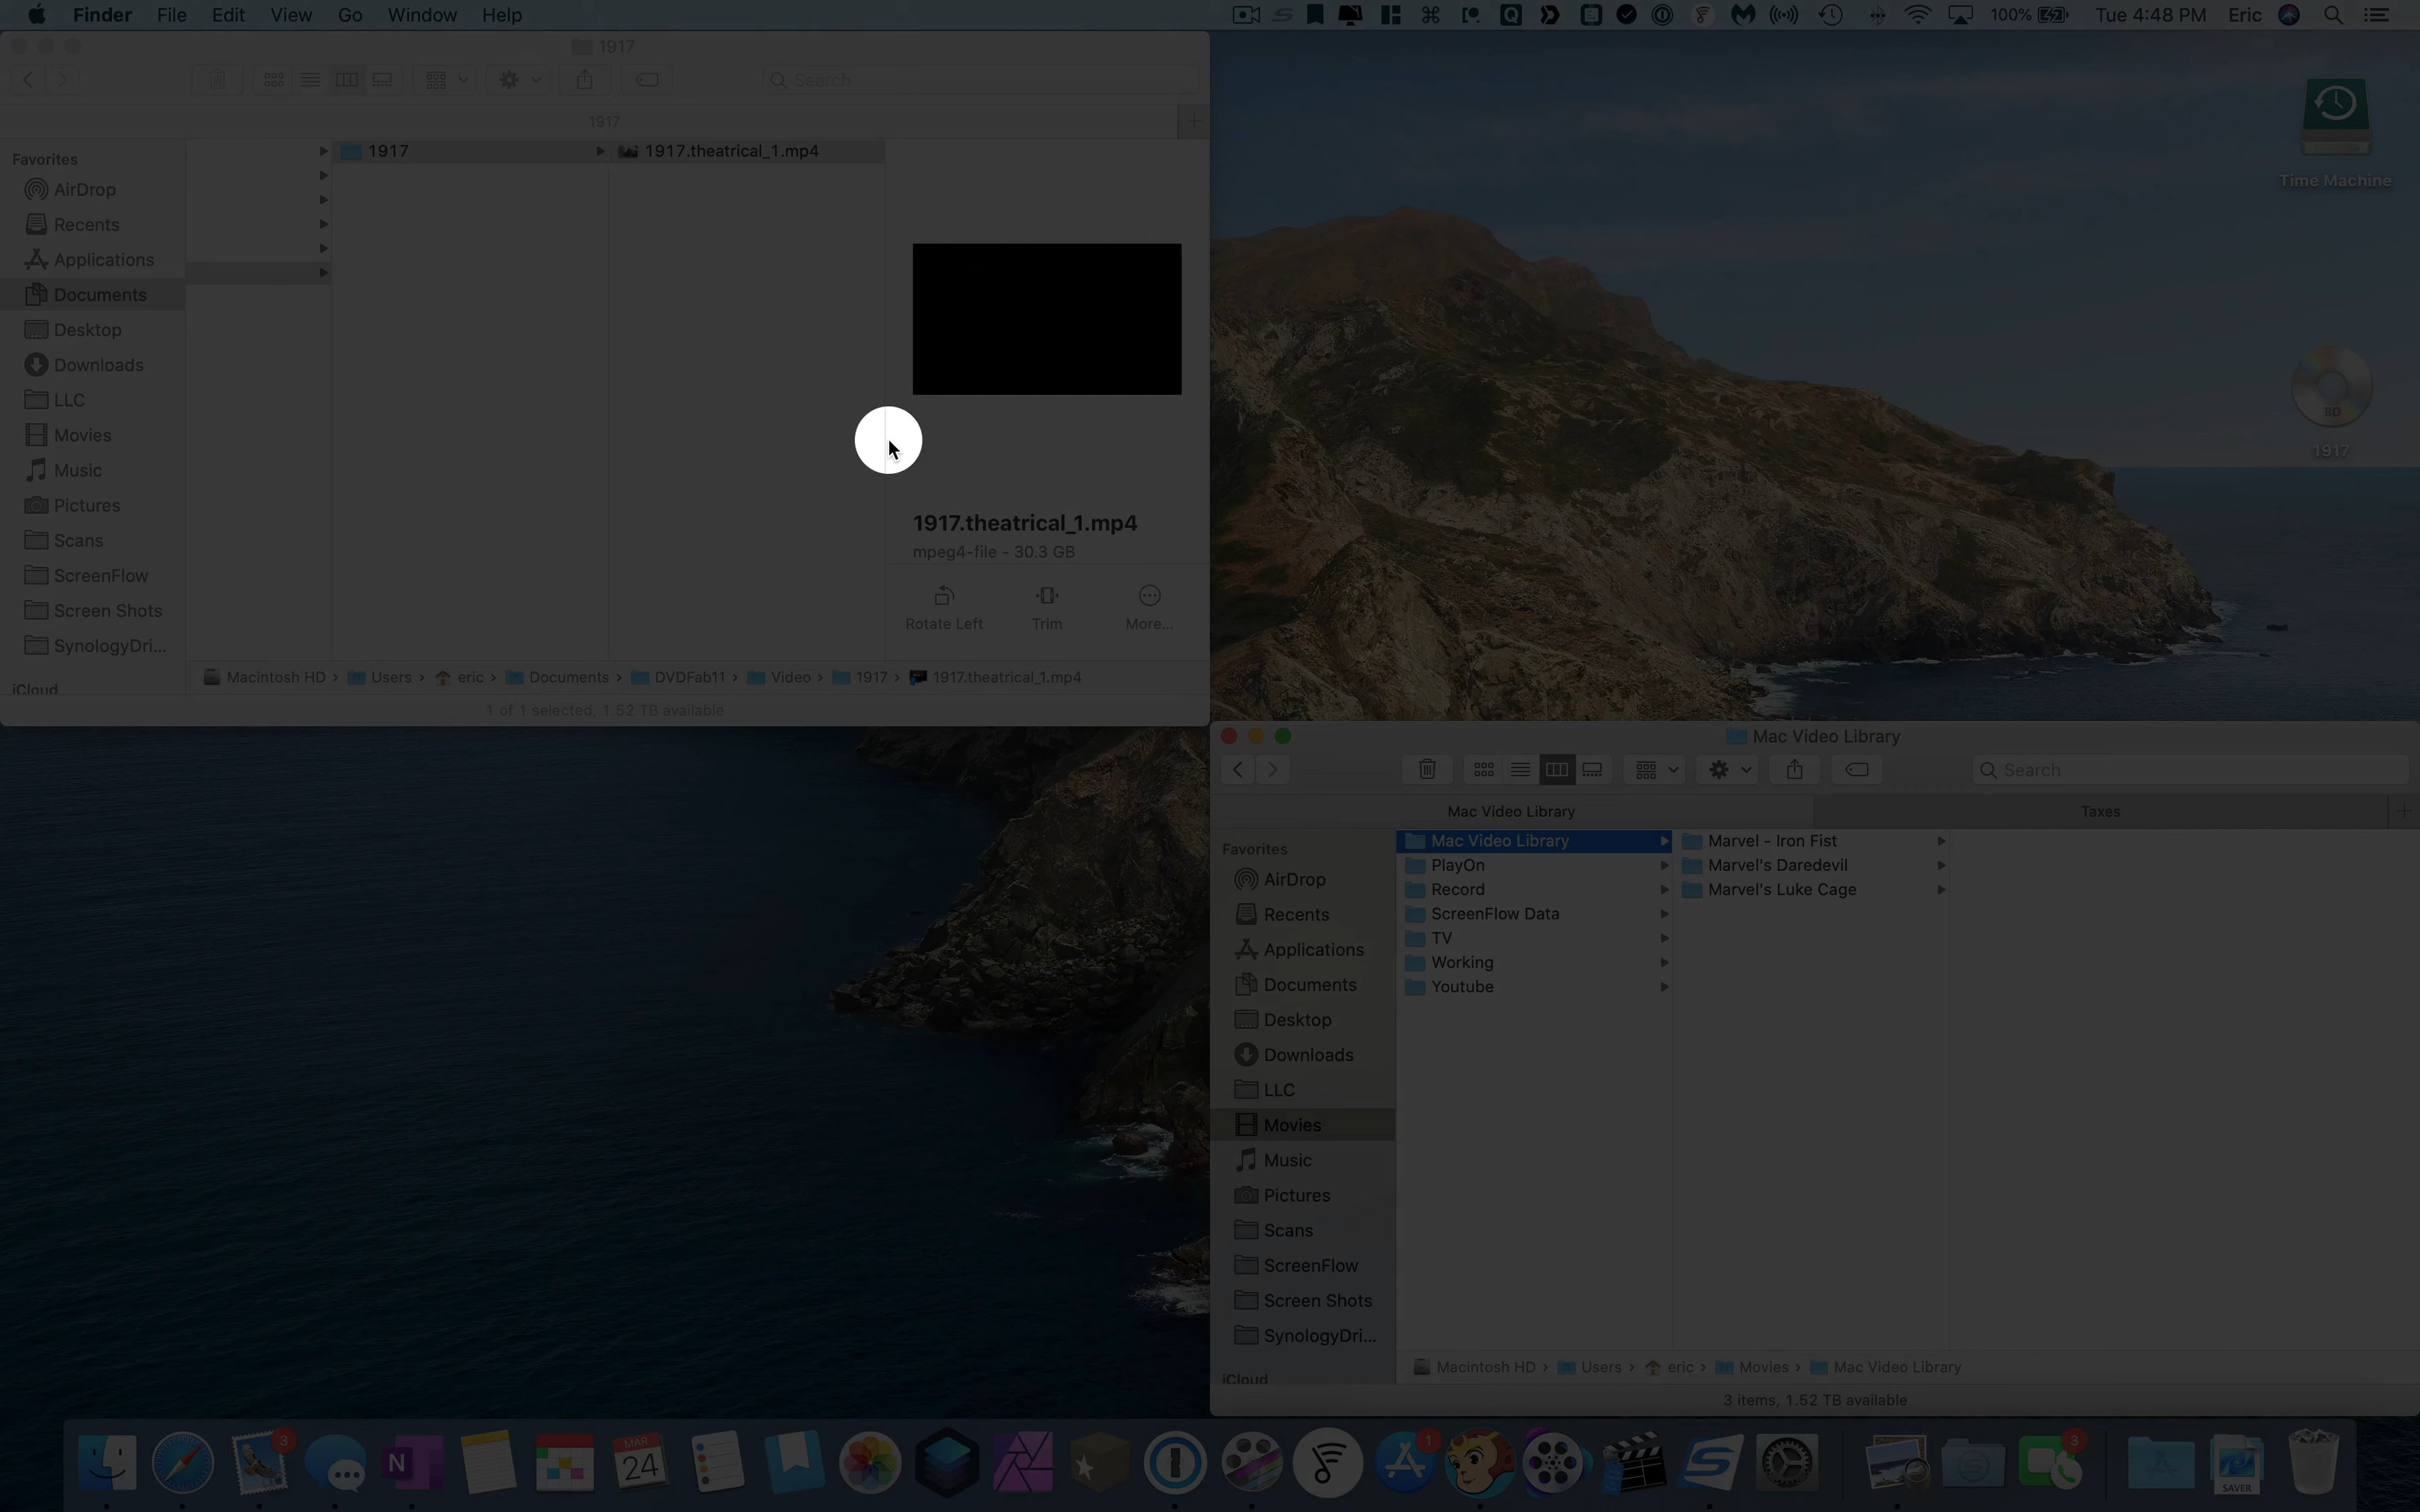 Finder File Edit View Go Window Help
100% Tue 4:48 PM Eric
1917
Search
1917
Favorites
AirDrop
Recents
Applications
Documents
Desktop
Downloads
LLC
Movies
Music
Pictures
Scans
ScreenFlow
Screen Shots
SynologyDri...
iCloud
1917
1917.theatrical_1.mp4
1917.theatrical_1.mp4
mpeg4-file - 30.3 GB
Rotate Left Trim More...
Macintosh HD › Users › eric › Documents › DVDFab11 › Video › 1917 › 1917.theatrical_1.mp4
1 of 1 selected, 1.52 TB available
Time Machine
BD
1917
Mac Video Library
Search
Mac Video Library Taxes
Favorites
AirDrop
Recents
Applications
Documents
Desktop
Downloads
LLC
Movies
Music
Pictures
Scans
ScreenFlow
Screen Shots
SynologyDri...
iCloud
Mac Video Library
PlayOn
Record
ScreenFlow Data
TV
Working
Youtube
Marvel - Iron Fist
Marvel's Daredevil
Marvel's Luke Cage
Macintosh HD › Users › eric › Movies › Mac Video Library
3 items, 1.52 TB available
3
N
MAR
24
1
3
SAVER